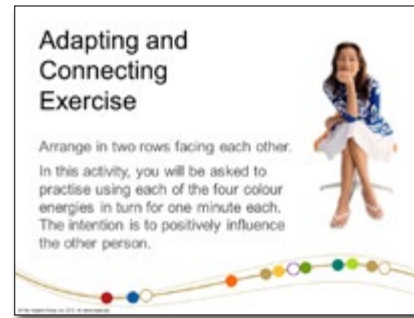 Adapting and
Connecting
Exercise
Arrange in two rows facing each other.
In this activity, you will be asked to
practise using each of the four colour
energies in turn for one minute each.
The intention is to positively influence
the other person.